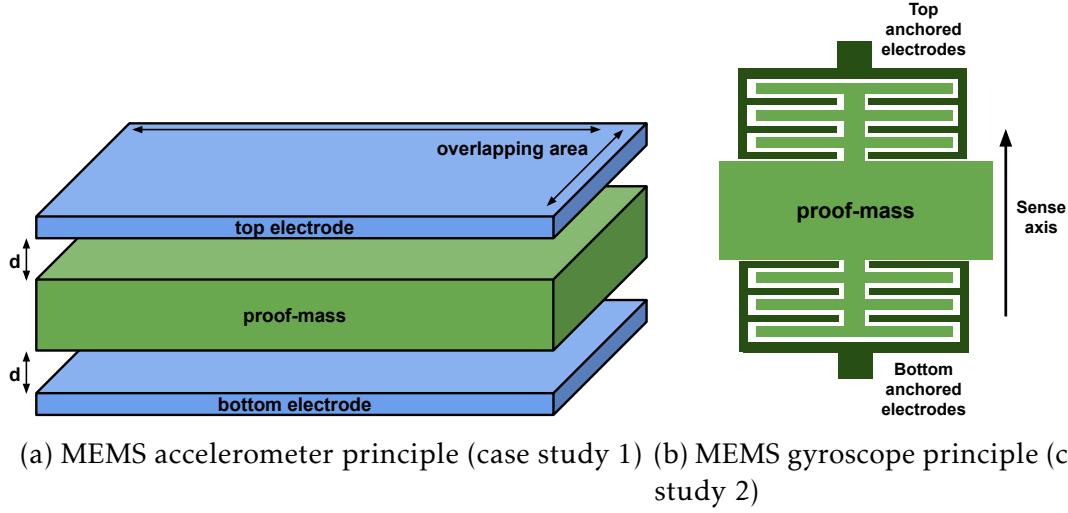 overlapping area
top electrode
d
proof-mass
d
bottom electrode
(a) MEMS accelerometer principle (case study 1)
Top
anchored
electrodes
proof-mass
Sense
axis
Bottom
anchored
electrodes
(b) MEMS gyroscope principle (c
study 2)